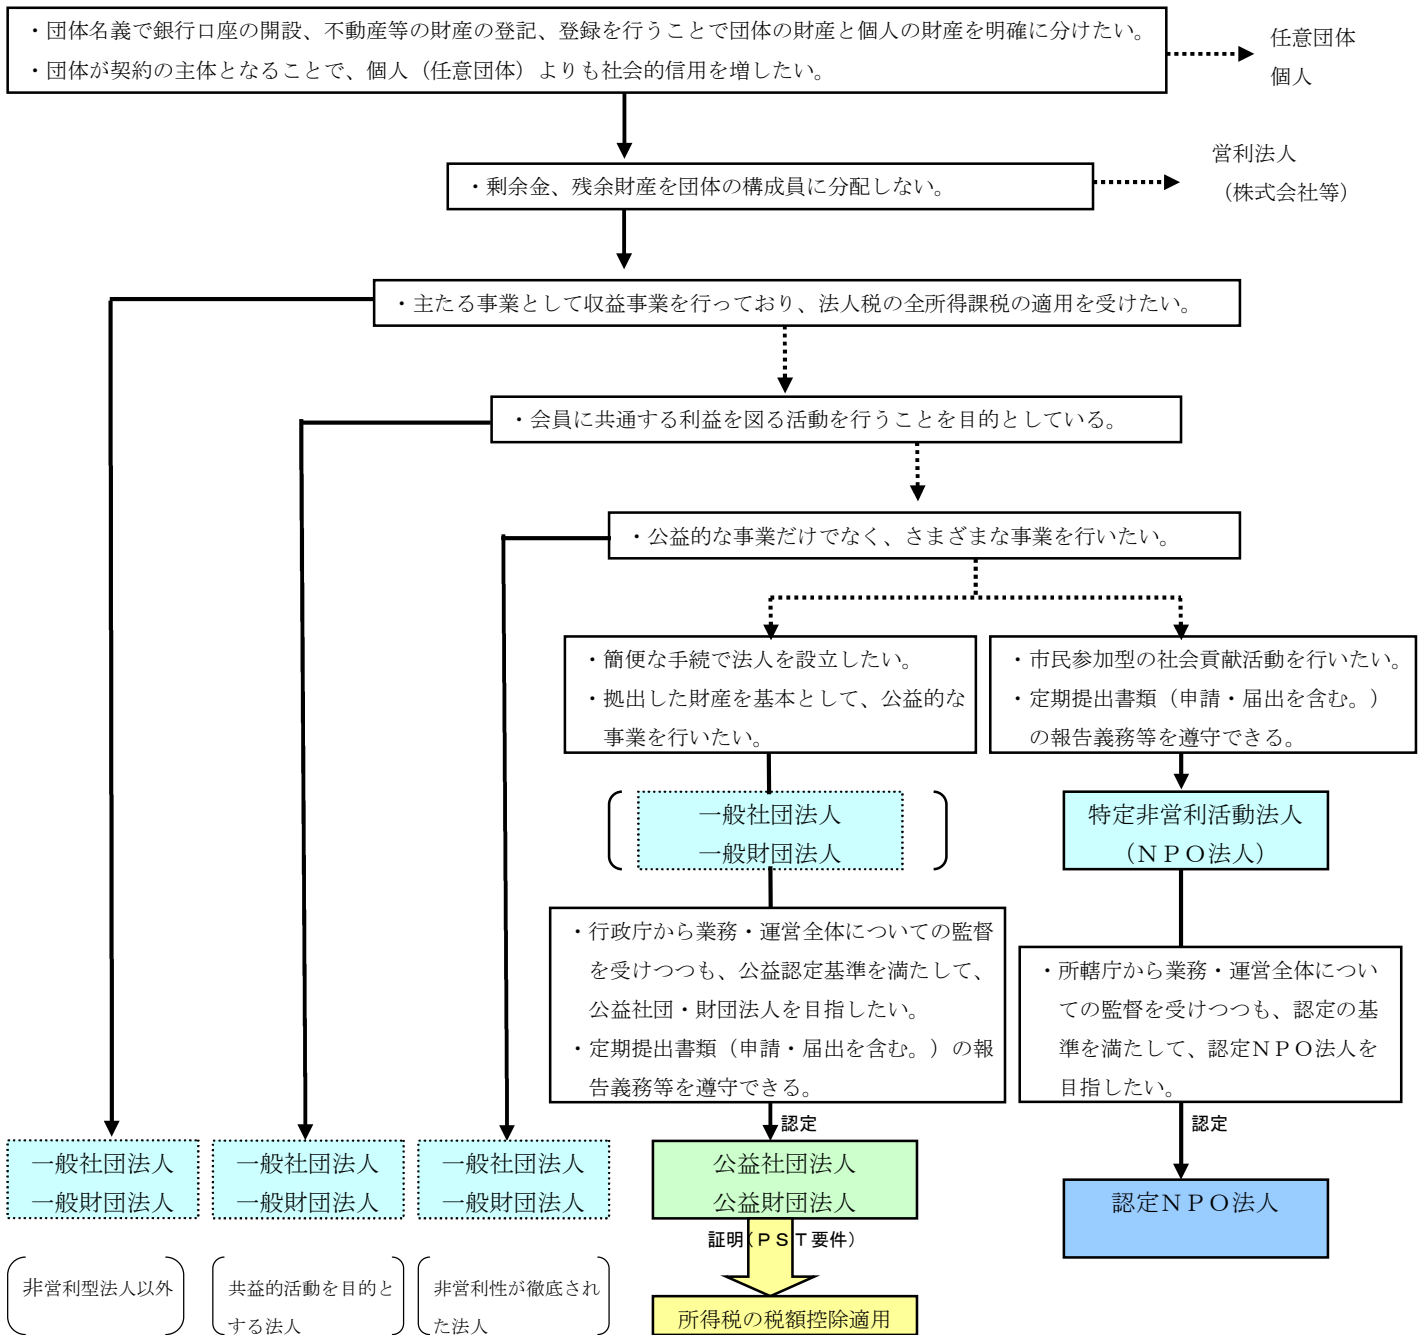 ・団体名義で銀行口座の開設、不動産等の財産の登記、登録を行うことで団体の財産と個人の財産を明確に分けたい。
・団体が契約の主体となることで、個人（任意団体）よりも社会的信用を増したい。
任意団体
個人
・剰余金、残余財産を団体の構成員に分配しない。
営利法人
（株式会社等）
・主たる事業として収益事業を行っており、法人税の全所得課税の適用を受けたい。
・会員に共通する利益を図る活動を行うことを目的としている。
・公益的な事業だけでなく、さまざまな事業を行いたい。
・簡便な手続で法人を設立したい。
・拠出した財産を基本として、公益的な
事業を行いたい。
・市民参加型の社会貢献活動を行いたい。
・定期提出書類（申請・届出を含む。）
の報告義務等を遵守できる。
一般社団法人
一般財団法人
特定非営利活動法人
（ＮＰＯ法人）
・行政庁から業務・運営全体についての監督
を受けつつも、公益認定基準を満たして、
公益社団・財団法人を目指したい。
・定期提出書類（申請・届出を含む。）の報
告義務等を遵守できる。
・所轄庁から業務・運営全体につい
ての監督を受けつつも、認定の基
準を満たして、認定ＮＰＯ法人を
目指したい。
認定
認定
一般社団法人
一般財団法人
一般社団法人
一般財団法人
一般社団法人
一般財団法人
公益社団法人
公益財団法人
認定ＮＰＯ法人
証明（ＰＳＴ要件）
非営利型法人以外
共益的活動を目的と
する法人
非営利性が徹底され
た法人
所得税の税額控除適用